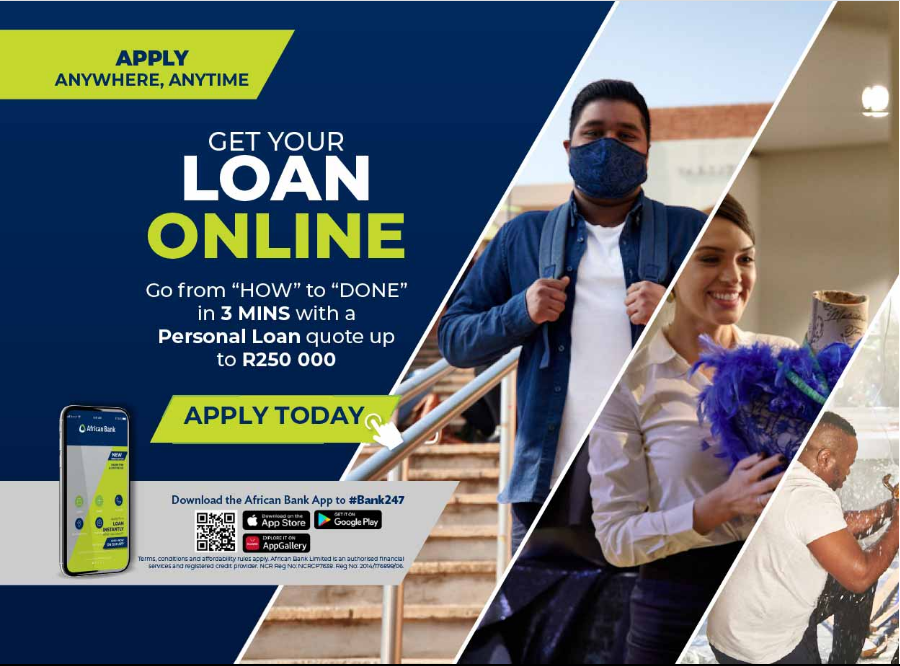 APPLY
ANYWHERE, ANYTIME
GET YOUR
LOAN
ONLINE
Go from “HOW” to “DONE”
in 3 MINS with a
Personal Loan quote up
to R250 000
APPLY TODAY
African Bank
NEW
LOAN
INSTANTLY
Download the African Bank App to #Bank247
Download on the
App Store
GET IT ON
Google Play
EXPLORE IT ON
AppGallery
Terms, conditions and affordability rules apply. African Bank Limited is an authorised financial
services and registered credit provider. NCR Reg No: NCRCP7638. Reg No. 2014/176899/06.